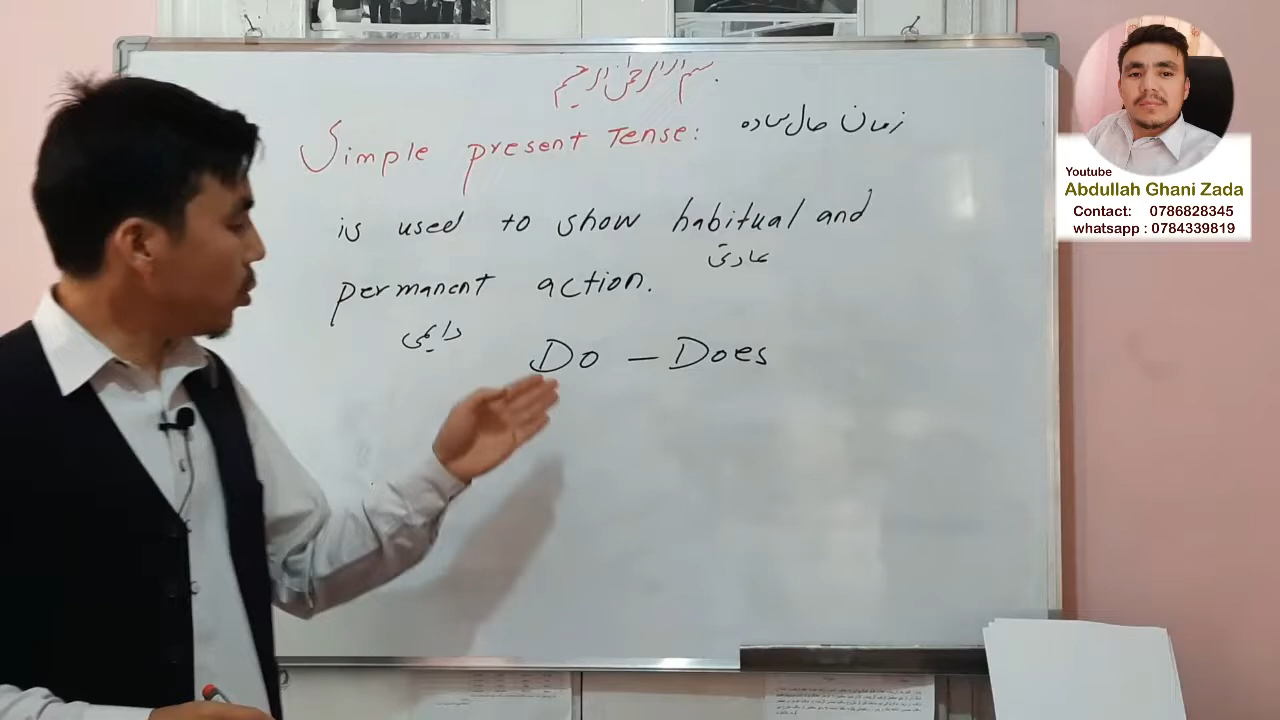 بسم الله الرحمن الرحیم
Simple present Tense: زمان حال ساده
is used to show habitual and
عادی
permanent action.
دایمی
Do – Does
Youtube
Abdullah Ghani Zada
Contact: 0786828345
whatsapp : 0784339819